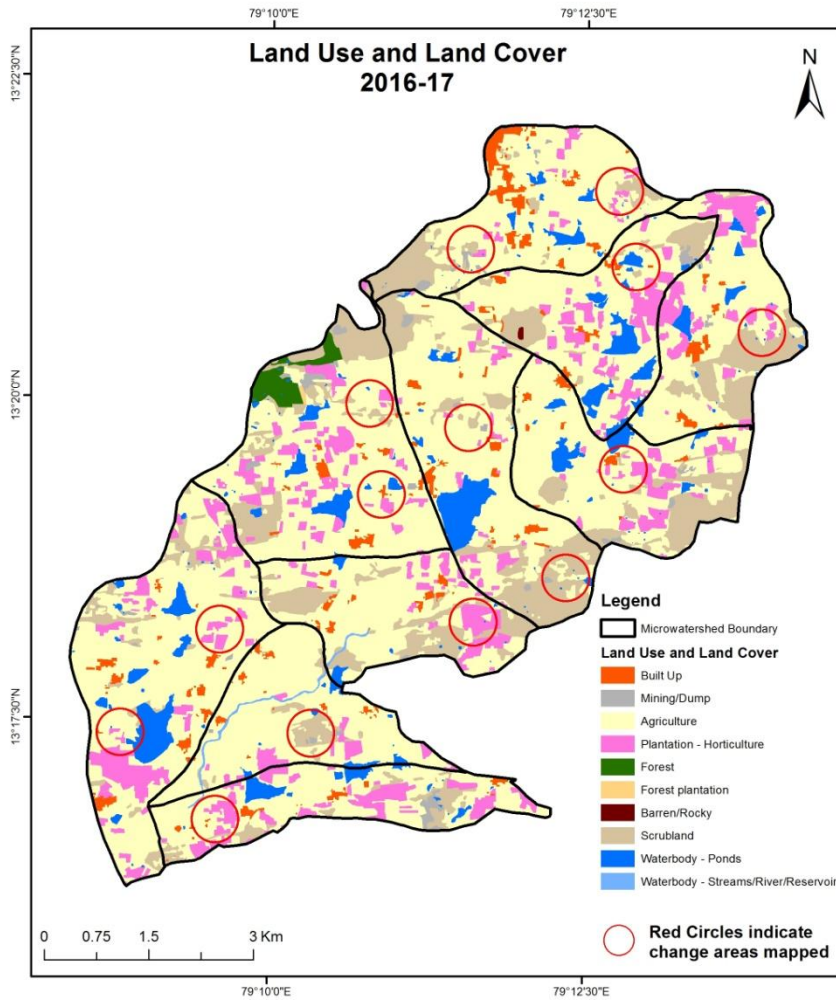 79°10'0"E
79°12'30"E
Land Use and Land Cover
2016-17
N
13°22'30"N
13°20'0"N
13°17'30"N
Legend
Microwatershed Boundary
Land Use and Land Cover
Built Up
Mining/Dump
Agriculture
Plantation - Horticulture
Forest
Forest plantation
Barren/Rocky
Scrubland
Waterbody - Ponds
Waterbody - Streams/River/Reservoir
Red Circles indicate
change areas mapped
0 0.75 1.5 3 Km
79°10'0"E
79°12'30"E